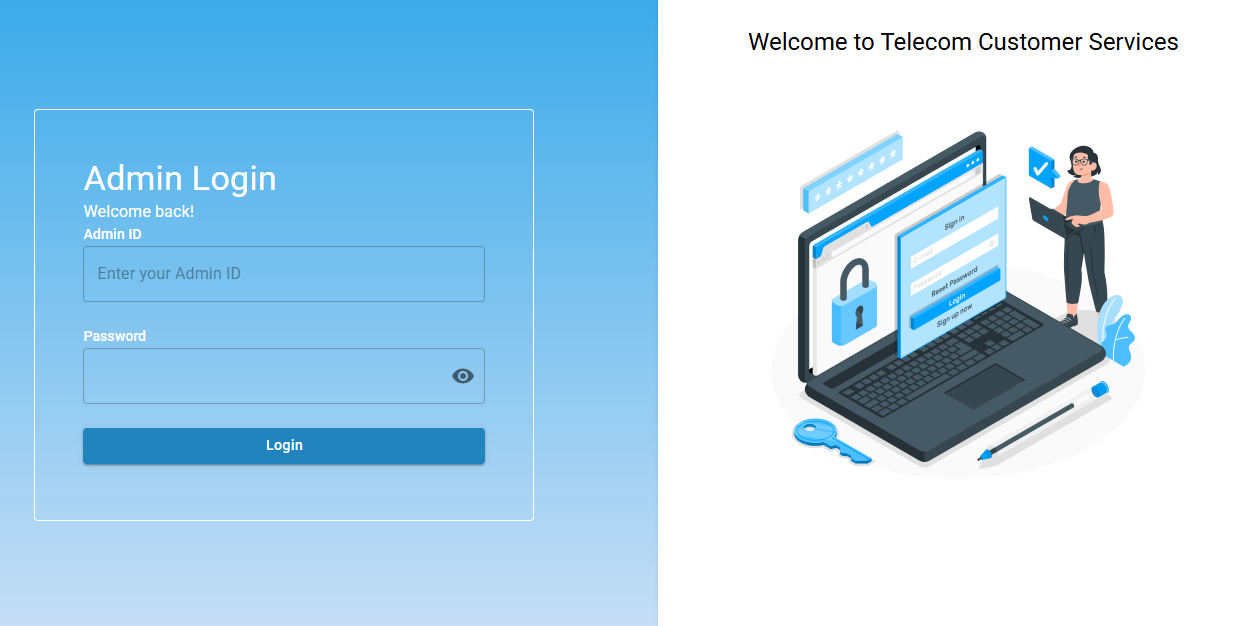 Welcome to Telecom Customer Services
Admin Login
Welcome back!
Admin ID
Enter your Admin ID
Password
Login
* * * * * * * *
Sign in
E-mail
Password
Reset Password
Login
Sign up now